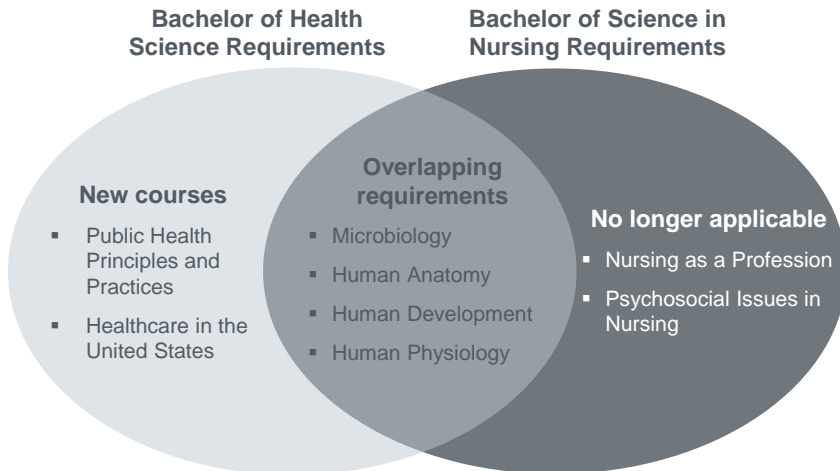 Bachelor of Health
Science Requirements
Bachelor of Science in
Nursing Requirements
New courses
▪ Public Health
Principles and
Practices
▪ Healthcare in the
United States
Overlapping
requirements
▪ Microbiology
▪ Human Anatomy
▪ Human Development
▪ Human Physiology
No longer applicable
▪ Nursing as a Profession
▪ Psychosocial Issues in
Nursing